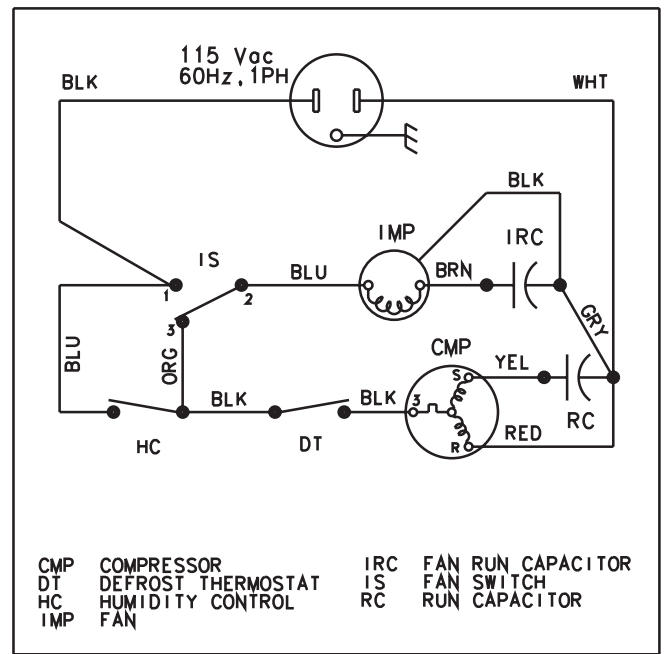 115 Vac
60Hz, 1PH
BLK
WHT
BLK
IMP
IRC
IS
BLU
BRN
1
2
3
GRY
BLU
ORG
CMP
YEL
S
BLK
BLK
3
RC
HC
DT
R
RED
CMP COMPRESSOR
DT DEFROST THERMOSTAT
HC HUMIDITY CONTROL
IMP FAN
IRC FAN RUN CAPACITOR
IS FAN SWITCH
RC RUN CAPACITOR